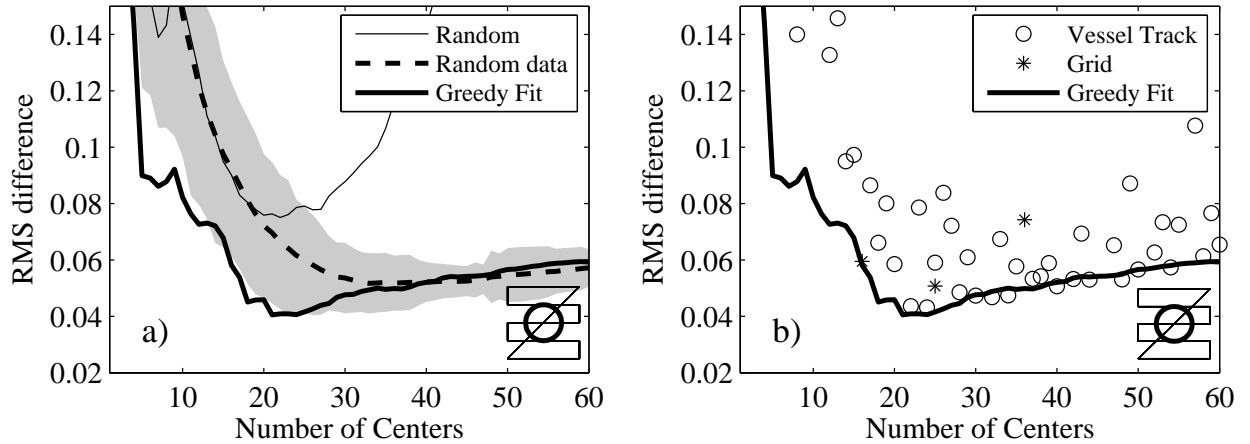 0.14
0.12
0.1
0.08
0.06
0.04
0.02
RMS difference
Random
Random data
Greedy Fit
a)
10 20 30 40 50 60
Number of Centers
0.14
0.12
0.1
0.08
0.06
0.04
0.02
RMS difference
Vessel Track
Grid
Greedy Fit
b)
10 20 30 40 50 60
Number of Centers